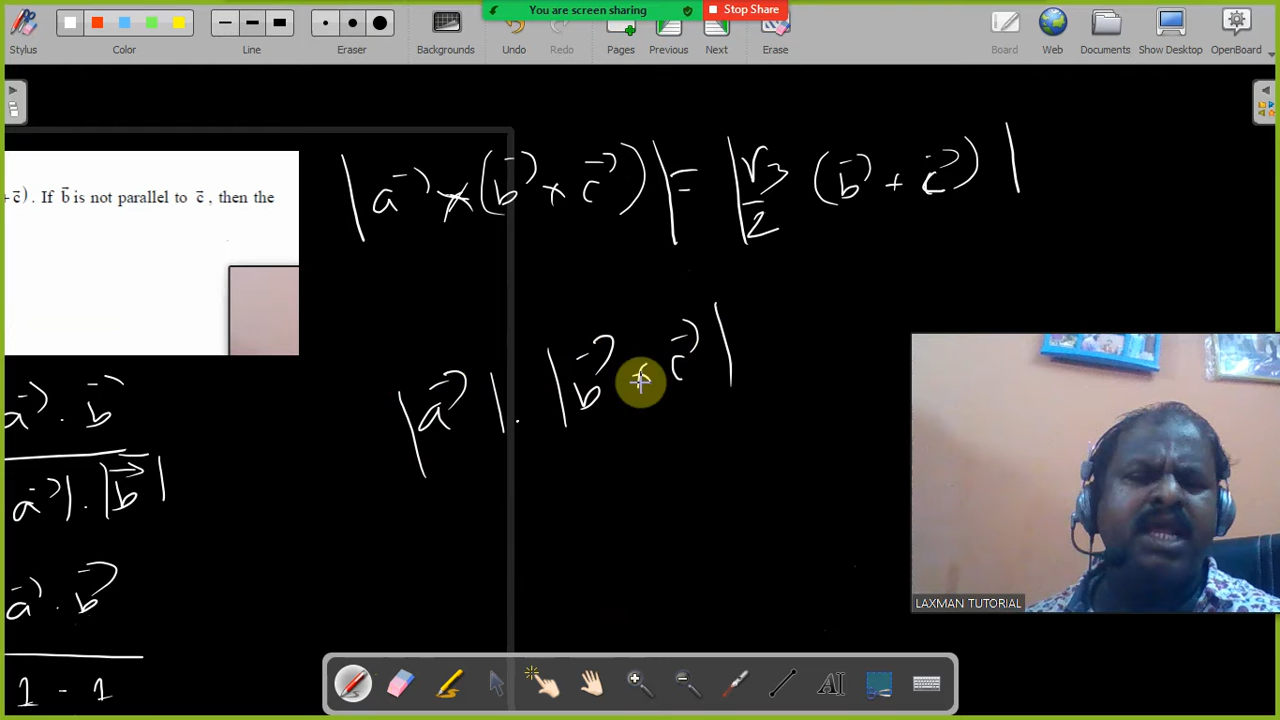 You are screen sharing
Stop Share
Stylus
Color
Line
Eraser
Backgrounds
Undo
Redo
Pages
Previous
Next
Erase
Board
Web
Documents
Show Desktop
OpenBoard
+ c̄). If b̄ is not parallel to c̄, then the
|a⃗ × (b⃗ × c⃗)| = |√3/2 (b⃗ + c⃗)|
|a⃗|. |b⃗ × c⃗|
a⃗ . b⃗
a⃗|.|b⃗|
a⃗ . b⃗
1 - 1
LAXMAN TUTORIAL